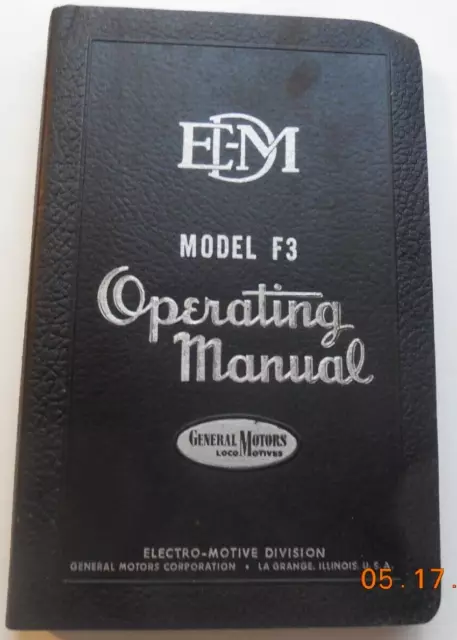 EMD
MODEL F3
Operating
Manual
GENERAL MOTORS
LOCOMOTIVES
ELECTRO-MOTIVE DIVISION
GENERAL MOTORS CORPORATION • LA GRANGE, ILLINOIS, U.S.A.
05.17.